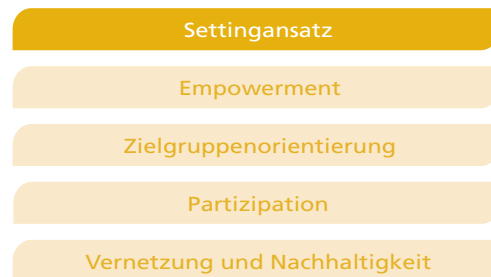 Settingansatz
Empowerment
Zielgruppenorientierung
Partizipation
Vernetzung und Nachhaltigkeit